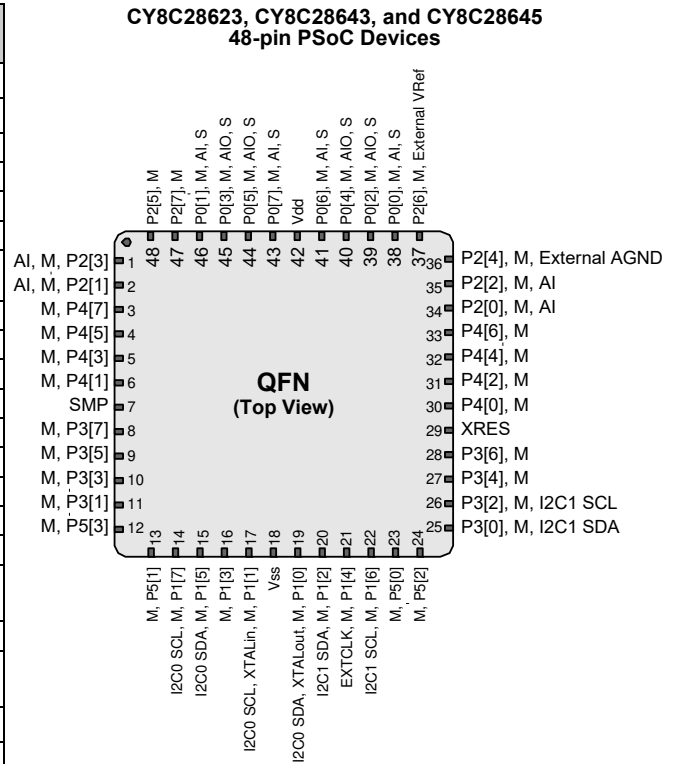 CY8C28623, CY8C28643, and CY8C28645
48-pin PSoC Devices
P2[5], M
P2[7], M
P0[1], M, AI, S
P0[3], M, AIO, S
P0[5], M, AIO, S
P0[7], M, AI, S
Vdd
P0[6], M, AI, S
P0[4], M, AIO, S
P0[2], M, AIO, S
P0[0], M, AI, S
P2[6], M, External VRef
48
47
46
45
44
43
42
41
40
39
38
37
AI, M, P2[3] 1
AI, M, P2[1] 2
M, P4[7] 3
M, P4[5] 4
M, P4[3] 5
M, P4[1] 6
SMP 7
M, P3[7] 8
M, P3[5] 9
M, P3[3] 10
M, P3[1] 11
M, P5[3] 12
QFN
(Top View)
36 P2[4], M, External AGND
35 P2[2], M, AI
34 P2[0], M, AI
33 P4[6], M
32 P4[4], M
31 P4[2], M
30 P4[0], M
29 XRES
28 P3[6], M
27 P3[4], M
26 P3[2], M, I2C1 SCL
25 P3[0], M, I2C1 SDA
13
14
15
16
17
18
19
20
21
22
23
24
M, P5[1]
I2C0 SCL, M, P1[7]
I2C0 SDA, M, P1[5]
M, P1[3]
I2C0 SCL, XTALin, M, P1[1]
Vss
I2C0 SDA, XTALout, M, P1[0]
I2C1 SDA, M, P1[2]
EXTCLK, M, P1[4]
I2C1 SCL, M, P1[6]
M, P5[0]
M, P5[2]